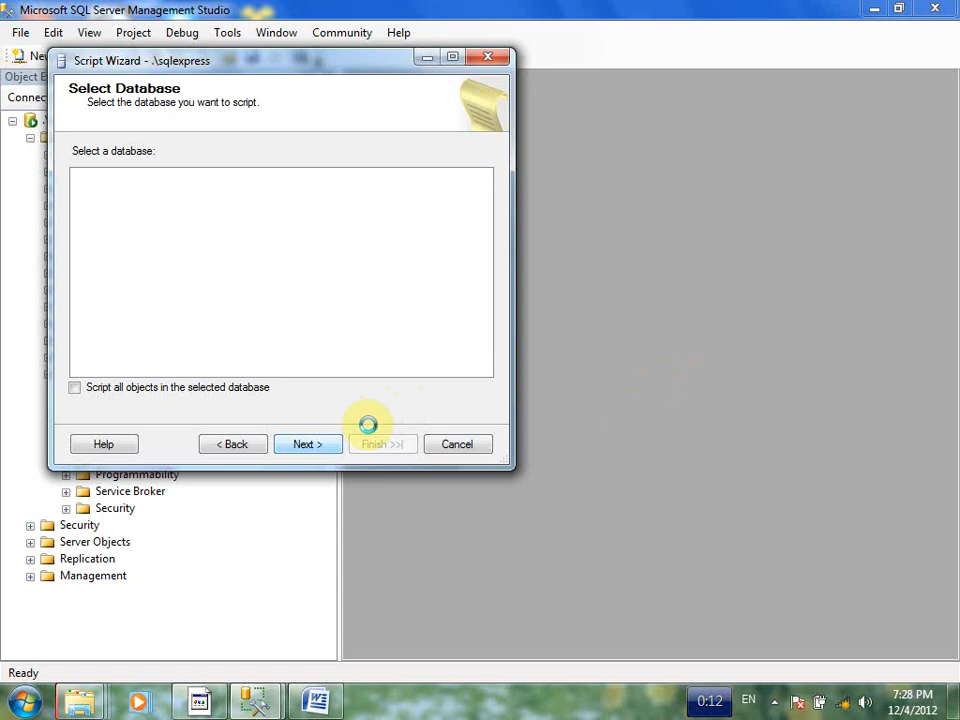 Microsoft SQL Server Management Studio
File Edit View Project Debug Tools Window Community Help
Script Wizard - .\sqlexpress
Select Database
Select the database you want to script.
Select a database:
Script all objects in the selected database
Help < Back Next > Finish >>| Cancel
Programmability
Service Broker
Security
Security
Server Objects
Replication
Management
Ready
0:12 EN 7:28 PM
12/4/2012